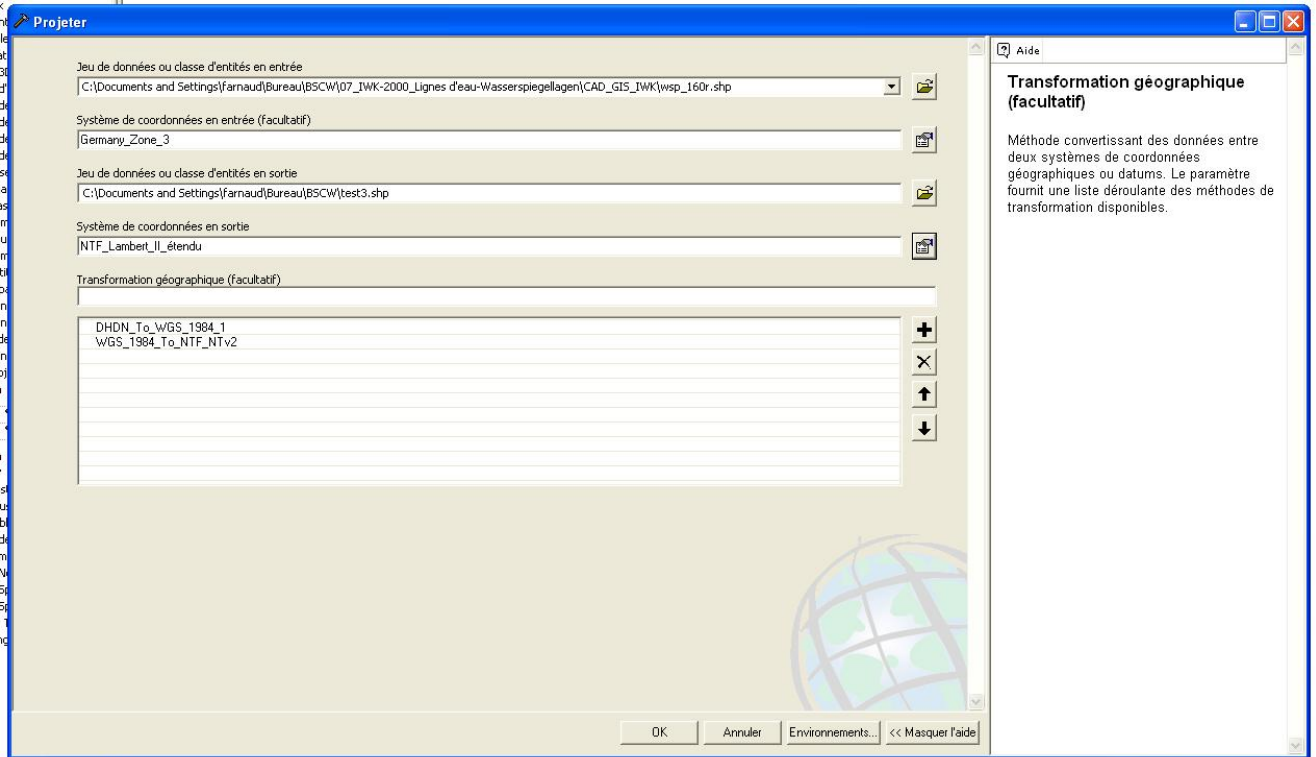 Projeter
Jeu de données ou classe d'entités en entrée
C:\Documents and Settings\farnaud\Bureau\BSCW\07_IWK-2000_Lignes d'eau-Wasserspiegellagen\CAD_GIS_IWK\wsp_160r.shp
Système de coordonnées en entrée (facultatif)
Germany_Zone_3
Jeu de données ou classe d'entités en sortie
C:\Documents and Settings\farnaud\Bureau\BSCW\test3.shp
Système de coordonnées en sortie
NTF_Lambert_II_étendu
Transformation géographique (facultatif)
DHDN_To_WGS_1984_1
WGS_1984_To_NTF_NTv2
OK
Annuler
Environnements...
<< Masquer l'aide
Aide
Transformation géographique
(facultatif)
Méthode convertissant des données entre
deux systèmes de coordonnées
géographiques ou datums. Le paramètre
fournit une liste déroulante des méthodes de
transformation disponibles.